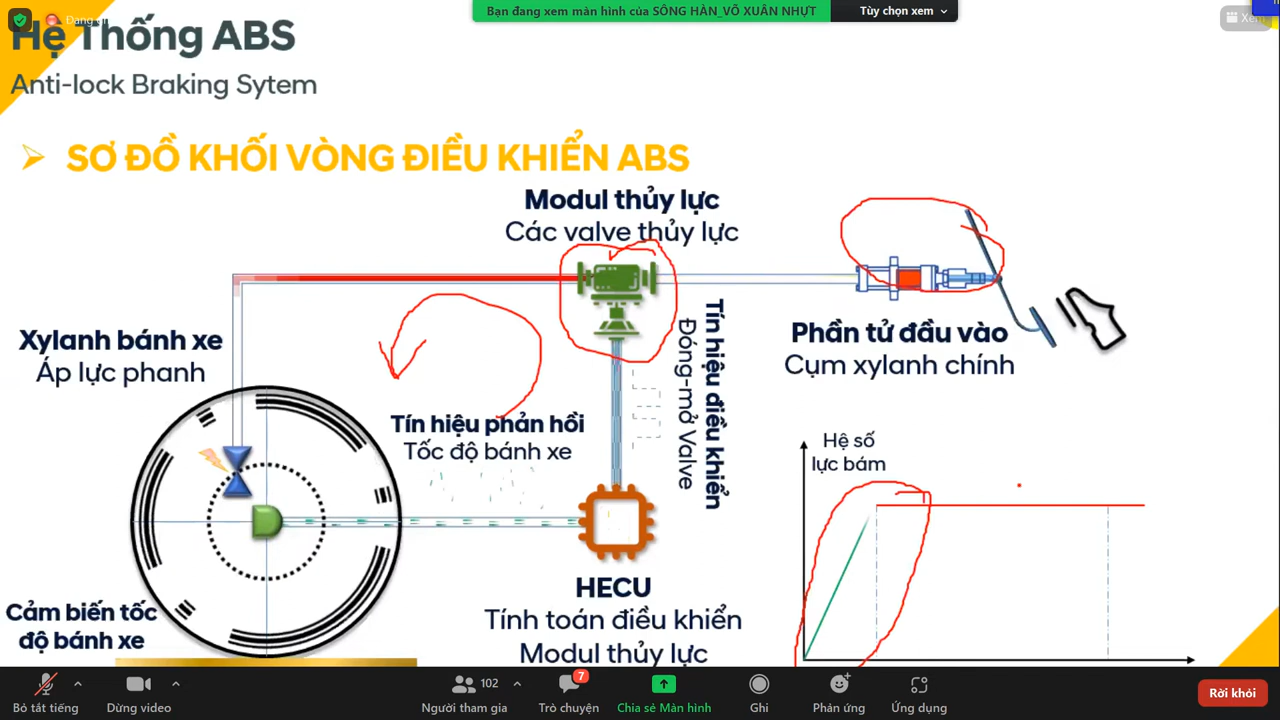 Bạn đang xem màn hình của SÔNG HÀN_VÕ XUÂN NHỰT
Tùy chọn xem
Xem
Hệ Thống ABS
Anti-lock Braking Sytem
SƠ ĐỒ KHỐI VÒNG ĐIỀU KHIỂN ABS
Modul thủy lực
Các valve thủy lực
Xylanh bánh xe
Áp lực phanh
Phần tử đầu vào
Cụm xylanh chính
Tín hiệu điều khiển
Đóng-mở Valve
Tín hiệu phản hồi
Tốc độ bánh xe
Hệ số
lực bám
HECU
Tính toán điều khiển
Modul thủy lực
Cảm biến tốc
độ bánh xe
7
102
Bỏ tắt tiếng
Dừng video
Người tham gia
Trò chuyện
Chia sẻ Màn hình
Ghi
Phản ứng
Ứng dụng
Rời khỏi